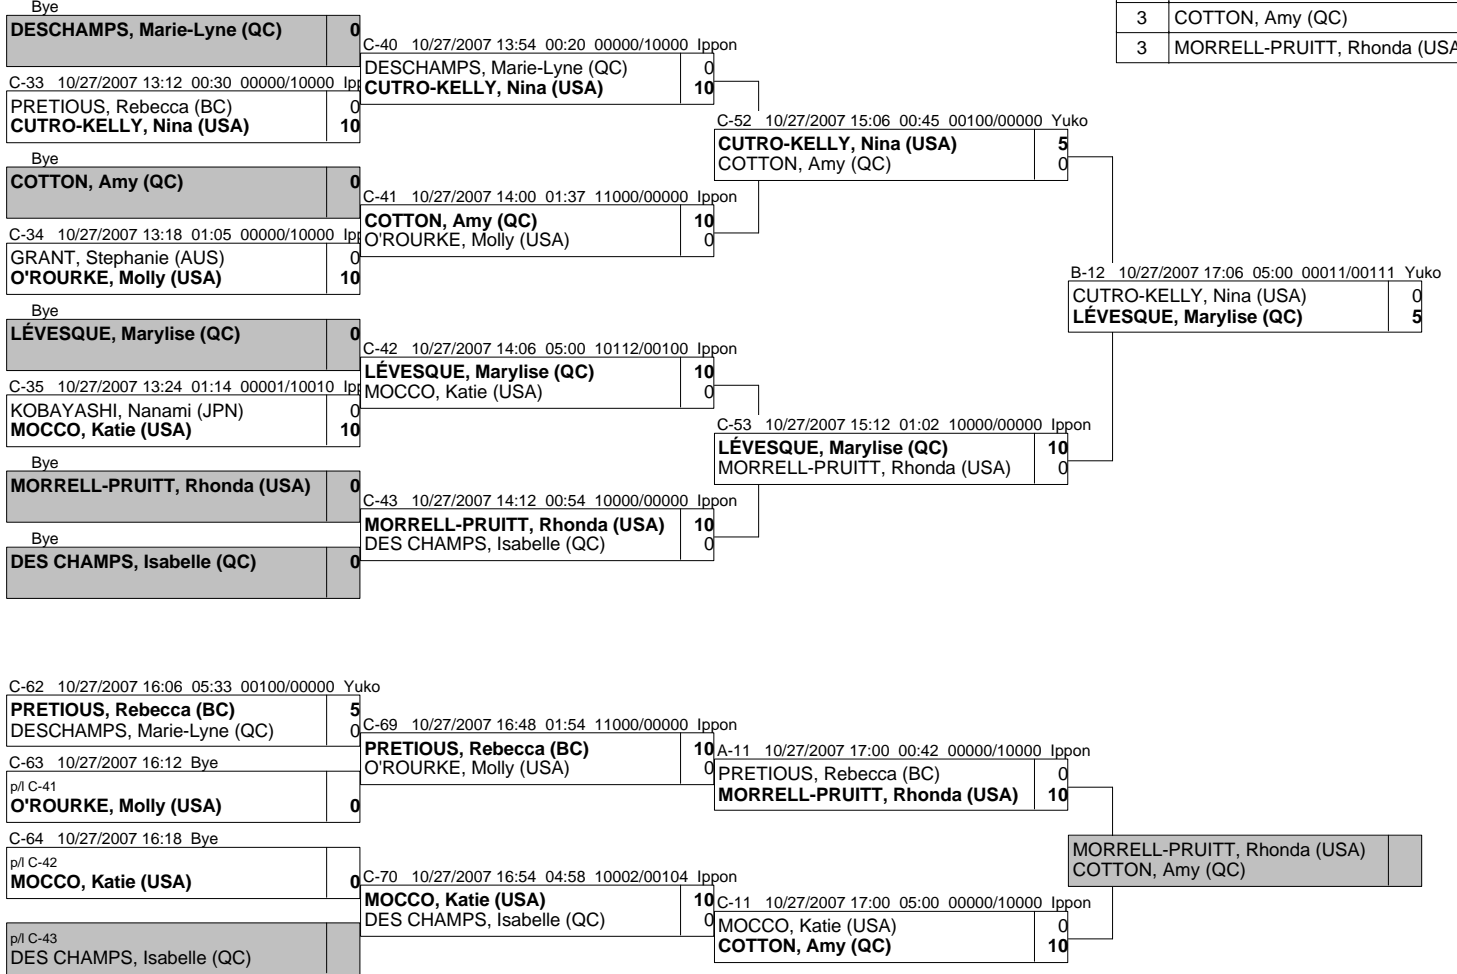 Bye
DESCHAMPS, Marie-Lyne (QC) 0
C-33 10/27/2007 13:12 00:30 00000/10000
PRETIOUS, Rebecca (BC) 0
CUTRO-KELLY, Nina (USA) 10
Bye
COTTON, Amy (QC) 0
C-34 10/27/2007 13:18 01:05 00000/10000
GRANT, Stephanie (AUS) 0
O'ROURKE, Molly (USA) 10
Bye
LÉVESQUE, Marylise (QC) 0
C-35 10/27/2007 13:24 01:14 00001/10010
KOBAYASHI, Nanami (JPN) 0
MOCCO, Katie (USA) 10
Bye
MORRELL-PRUITT, Rhonda (USA) 0
Bye
DES CHAMPS, Isabelle (QC) 0
C-40 10/27/2007 13:54 00:20 00000/10000 Ippon
DESCHAMPS, Marie-Lyne (QC) 0
CUTRO-KELLY, Nina (USA) 10
C-41 10/27/2007 14:00 01:37 11000/00000 Ippon
COTTON, Amy (QC) 10
O'ROURKE, Molly (USA) 0
C-42 10/27/2007 14:06 05:00 10112/00100 Ippon
LÉVESQUE, Marylise (QC) 10
MOCCO, Katie (USA) 0
C-43 10/27/2007 14:12 00:54 10000/00000 Ippon
MORRELL-PRUITT, Rhonda (USA) 10
DES CHAMPS, Isabelle (QC) 0
C-52 10/27/2007 15:06 00:45 00100/00000 Yuko
CUTRO-KELLY, Nina (USA) 5
COTTON, Amy (QC) 0
C-53 10/27/2007 15:12 01:02 10000/00000 Ippon
LÉVESQUE, Marylise (QC) 10
MORRELL-PRUITT, Rhonda (USA) 0
3 COTTON, Amy (QC)
3 MORRELL-PRUITT, Rhonda (USA
B-12 10/27/2007 17:06 05:00 00011/00111 Yuko
CUTRO-KELLY, Nina (USA) 0
LÉVESQUE, Marylise (QC) 5
C-62 10/27/2007 16:06 05:33 00100/00000 Yuko
PRETIOUS, Rebecca (BC) 5
DESCHAMPS, Marie-Lyne (QC) 0
C-63 10/27/2007 16:12 Bye
p/l C-41
O'ROURKE, Molly (USA) 0
C-64 10/27/2007 16:18 Bye
p/l C-42
MOCCO, Katie (USA) 0
p/l C-43
DES CHAMPS, Isabelle (QC)
C-69 10/27/2007 16:48 01:54 11000/00000 Ippon
PRETIOUS, Rebecca (BC) 10
O'ROURKE, Molly (USA) 0
C-70 10/27/2007 16:54 04:58 10002/00104 Ippon
MOCCO, Katie (USA) 10
DES CHAMPS, Isabelle (QC) 0
A-11 10/27/2007 17:00 00:42 00000/10000 Ippon
PRETIOUS, Rebecca (BC) 0
MORRELL-PRUITT, Rhonda (USA) 10
C-11 10/27/2007 17:00 05:00 00000/10000 Ippon
MOCCO, Katie (USA) 0
COTTON, Amy (QC) 10
MORRELL-PRUITT, Rhonda (USA)
COTTON, Amy (QC)